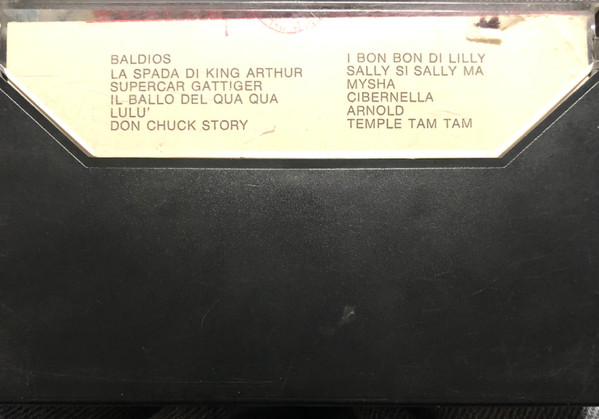 BALDIOS
LA SPADA DI KING ARTHUR
SUPERCAR GATT!GER
IL BALLO DEL QUA QUA
LULU'
DON CHUCK STORY
I BON BON DI LILLY
SALLY SI SALLY MA
MYSHA
CIBERNELLA
ARNOLD
TEMPLE TAM TAM